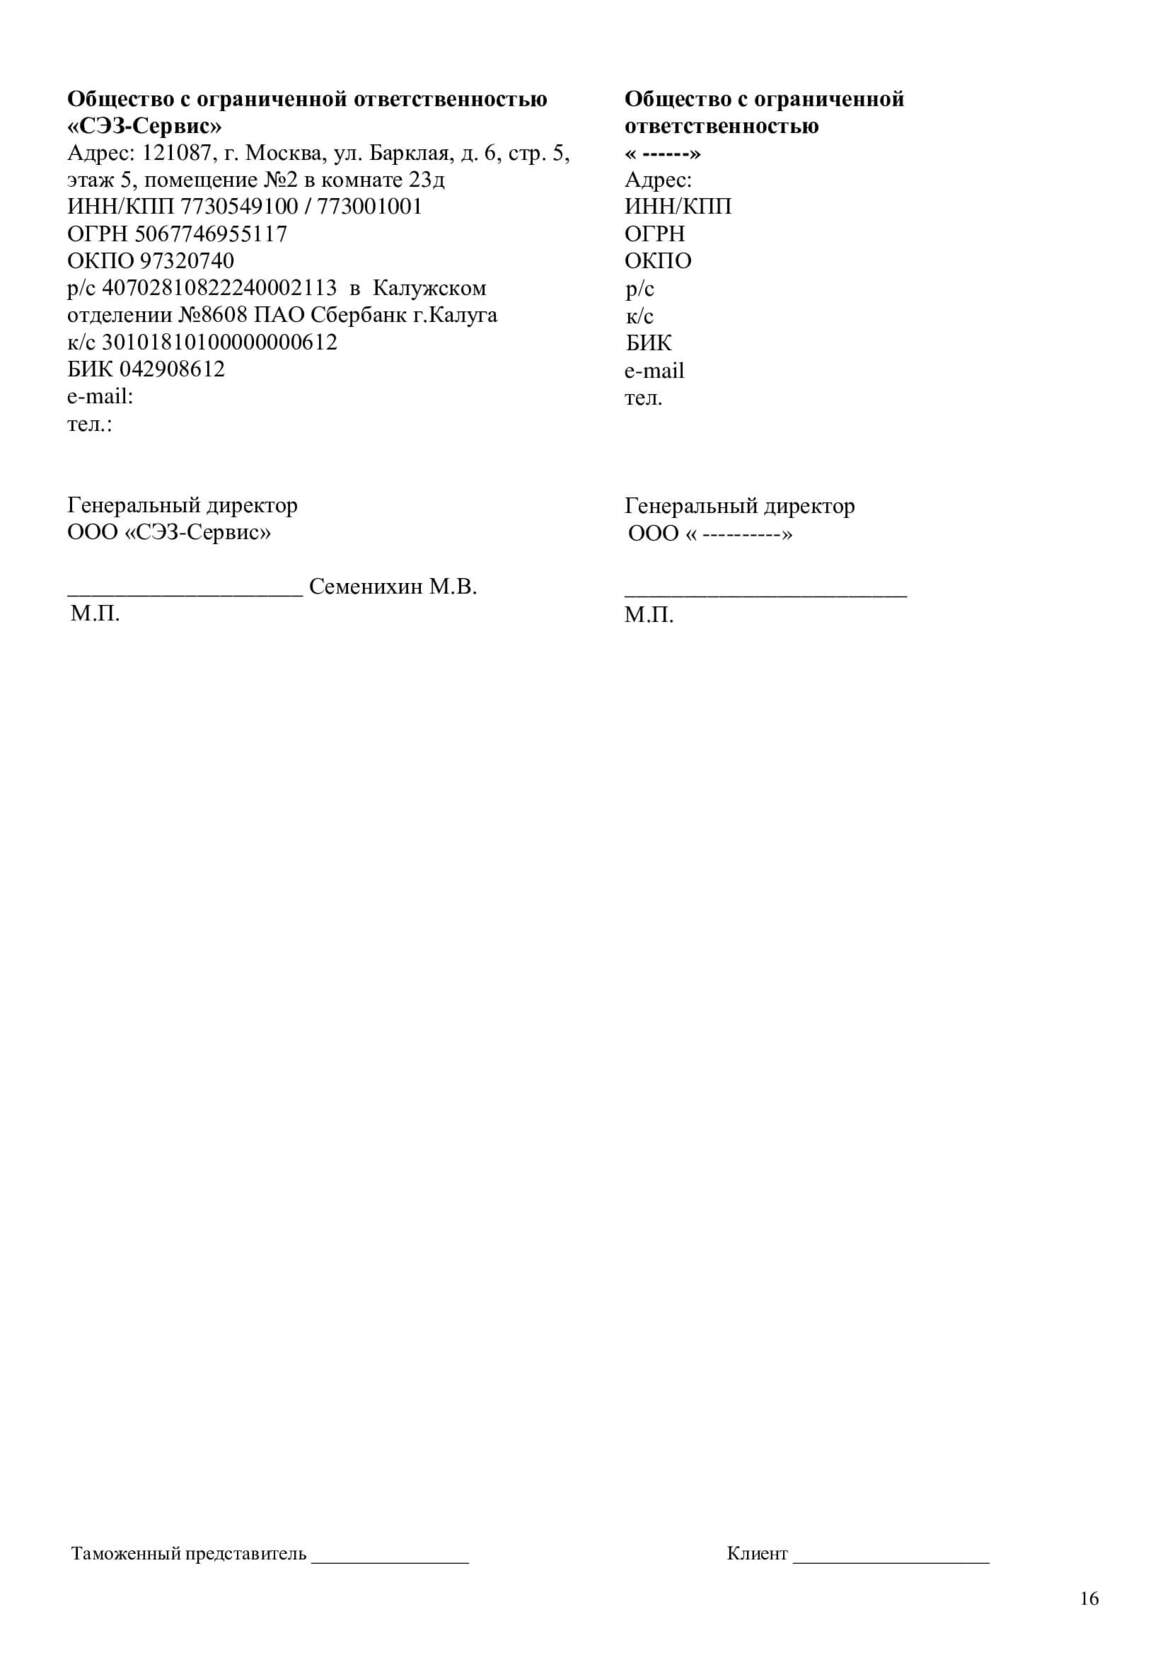 Общество с ограниченной ответственностью
«СЭЗ-Сервис»
Адрес: 121087, г. Москва, ул. Барклая, д. 6, стр. 5,
этаж 5, помещение №2 в комнате 23д
ИНН/КПП 7730549100 / 773001001
ОГРН 5067746955117
ОКПО 97320740
р/с 40702810822240002113 в Калужском
отделении №8608 ПАО Сбербанк г.Калуга
к/с 30101810100000000612
БИК 042908612
e-mail:
тел.:
Генеральный директор
ООО «СЭЗ-Сервис»
____________________ Семенихин М.В.
М.П.
Общество с ограниченной
ответственностью
« ------»
Адрес:
ИНН/КПП
ОГРН
ОКПО
р/с
к/с
БИК
e-mail
тел.
Генеральный директор
ООО « ----------»
________________________
М.П.
Таможенный представитель ________________
Клиент ____________________
16